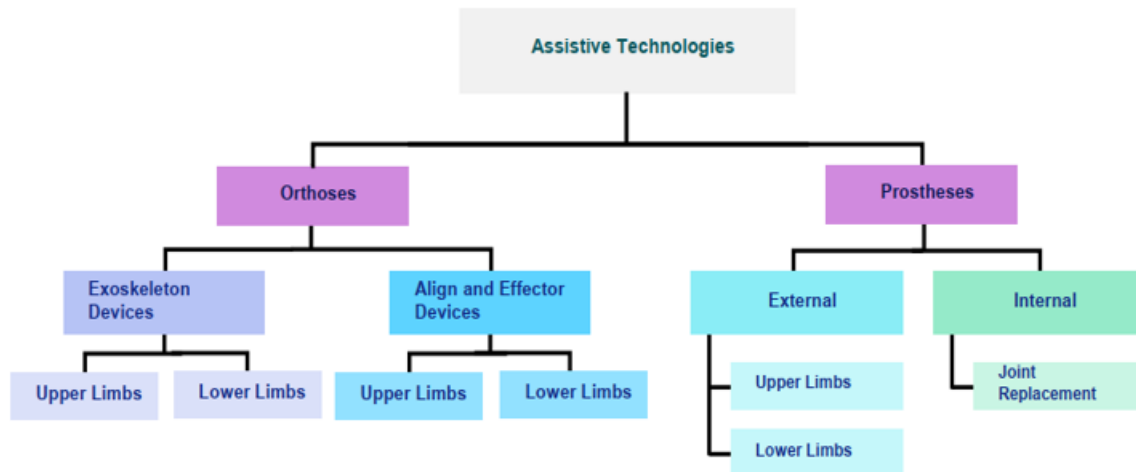 Assistive Technologies
Orthoses
Prostheses
Exoskeleton
Devices
Align and Effector
Devices
External
Internal
Upper Limbs
Lower Limbs
Upper Limbs
Lower Limbs
Upper Limbs
Joint
Replacement
Lower Limbs